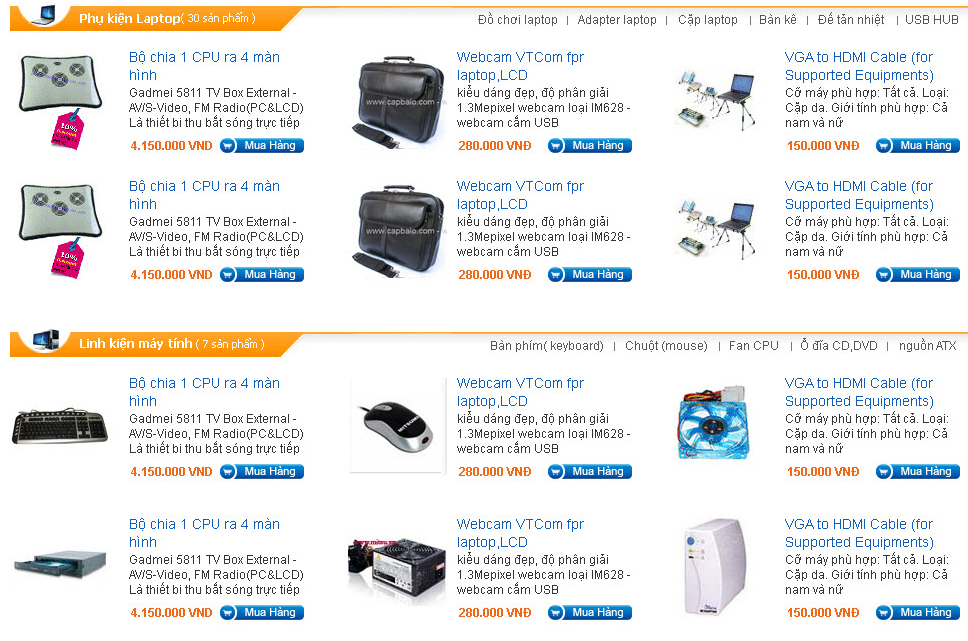 Phụ kiện Laptop( 30 sản phẩm )
Đồ chơi laptop | Adapter laptop | Cặp laptop | Bàn kê | Đế tản nhiệt | USB HUB
Bộ chia 1 CPU ra 4 màn
hình
Gadmei 5811 TV Box External -
AV/S-Video, FM Radio(PC&LCD)
Là thiết bi thu bắt sóng trực tiếp
4.150.000 VND Mua Hàng
10%
www.capbalo.com
Webcam VTCom fpr
laptop,LCD
kiểu dáng đẹp, độ phân giải
1.3Mepixel webcam loại IM628 -
webcam cắm USB
280.000 VNĐ Mua Hàng
VGA to HDMI Cable (for
Supported Equipments)
Cỡ máy phù hợp: Tất cả. Loại:
Cặp da. Giới tính phù hợp: Cả
nam và nữ
150.000 VNĐ Mua Hàng
Bộ chia 1 CPU ra 4 màn
hình
Gadmei 5811 TV Box External -
AV/S-Video, FM Radio(PC&LCD)
Là thiết bi thu bắt sóng trực tiếp
4.150.000 VND Mua Hàng
10%
www.capbalo.com
Webcam VTCom fpr
laptop,LCD
kiểu dáng đẹp, độ phân giải
1.3Mepixel webcam loại IM628 -
webcam cắm USB
280.000 VNĐ Mua Hàng
VGA to HDMI Cable (for
Supported Equipments)
Cỡ máy phù hợp: Tất cả. Loại:
Cặp da. Giới tính phù hợp: Cả
nam và nữ
150.000 VNĐ Mua Hàng
Linh kiện máy tính ( 7 sản phẩm )
Bàn phím( keyboard) | Chuột (mouse) | Fan CPU | Ổ đĩa CD,DVD | nguồn ATX
Bộ chia 1 CPU ra 4 màn
hình
Gadmei 5811 TV Box External -
AV/S-Video, FM Radio(PC&LCD)
Là thiết bi thu bắt sóng trực tiếp
4.150.000 VND Mua Hàng
MITSUMI
Webcam VTCom fpr
laptop,LCD
kiểu dáng đẹp, độ phân giải
1.3Mepixel webcam loại IM628 -
webcam cắm USB
280.000 VNĐ Mua Hàng
VGA to HDMI Cable (for
Supported Equipments)
Cỡ máy phù hợp: Tất cả. Loại:
Cặp da. Giới tính phù hợp: Cả
nam và nữ
150.000 VNĐ Mua Hàng
Bộ chia 1 CPU ra 4 màn
hình
Gadmei 5811 TV Box External -
AV/S-Video, FM Radio(PC&LCD)
Là thiết bi thu bắt sóng trực tiếp
4.150.000 VND Mua Hàng
Webcam VTCom fpr
laptop,LCD
kiểu dáng đẹp, độ phân giải
1.3Mepixel webcam loại IM628 -
webcam cắm USB
280.000 VNĐ Mua Hàng
VGA to HDMI Cable (for
Supported Equipments)
Cỡ máy phù hợp: Tất cả. Loại:
Cặp da. Giới tính phù hợp: Cả
nam và nữ
150.000 VNĐ Mua Hàng